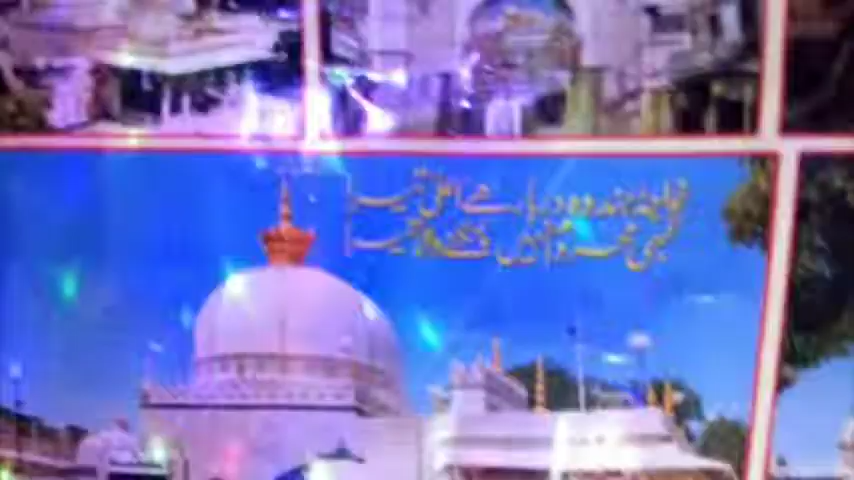 خواجۂ ہند وہ دربار ہے اعلیٰ تیرا
کبھی محروم نہیں مانگنے والا تیرا